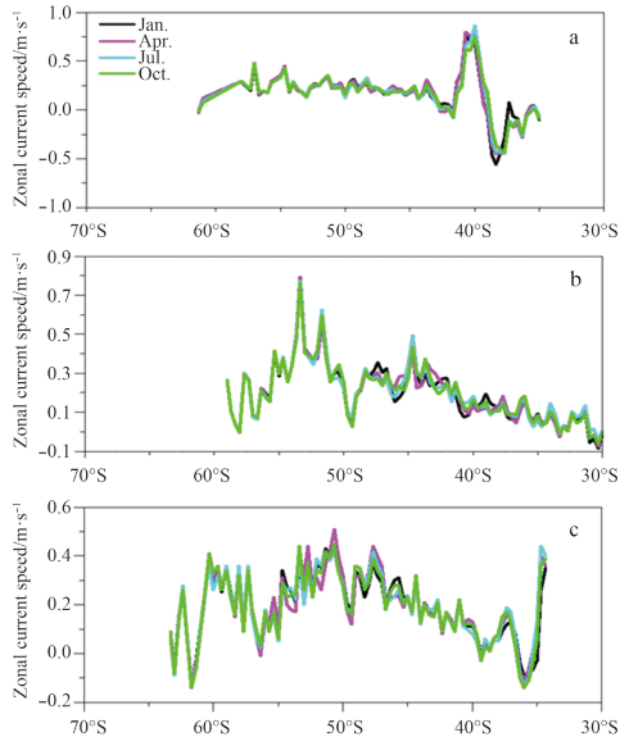 1.0
0.5
0.0
−0.5
−1.0
Zonal current speed/m·s⁻¹
Jan.
Apr.
Jul.
Oct.
a
70°S 60°S 50°S 40°S 30°S
0.9
0.7
0.5
0.3
0.1
−0.1
Zonal current speed/m·s⁻¹
b
70°S 60°S 50°S 40°S 30°S
0.6
0.4
0.2
0.0
−0.2
Zonal current speed/m·s⁻¹
c
70°S 60°S 50°S 40°S 30°S